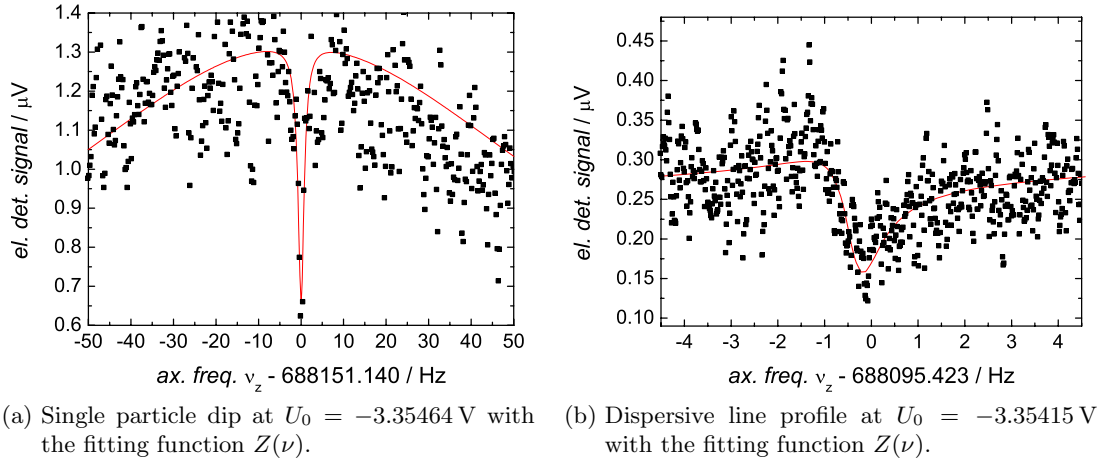 1.4
1.3
1.2
1.1
1.0
0.9
0.8
0.7
0.6
el. det. signal / μV
-50 -40 -30 -20 -10 0 10 20 30 40 50
ax. freq. ν_z - 688151.140 / Hz
(a) Single particle dip at U_0 = −3.35464 V with
the fitting function Z(ν).
0.45
0.40
0.35
0.30
0.25
0.20
0.15
0.10
el. det. signal / μV
-4 -3 -2 -1 0 1 2 3 4
ax. freq. ν_z - 688095.423 / Hz
(b) Dispersive line profile at U_0 = −3.35415 V
with the fitting function Z(ν).